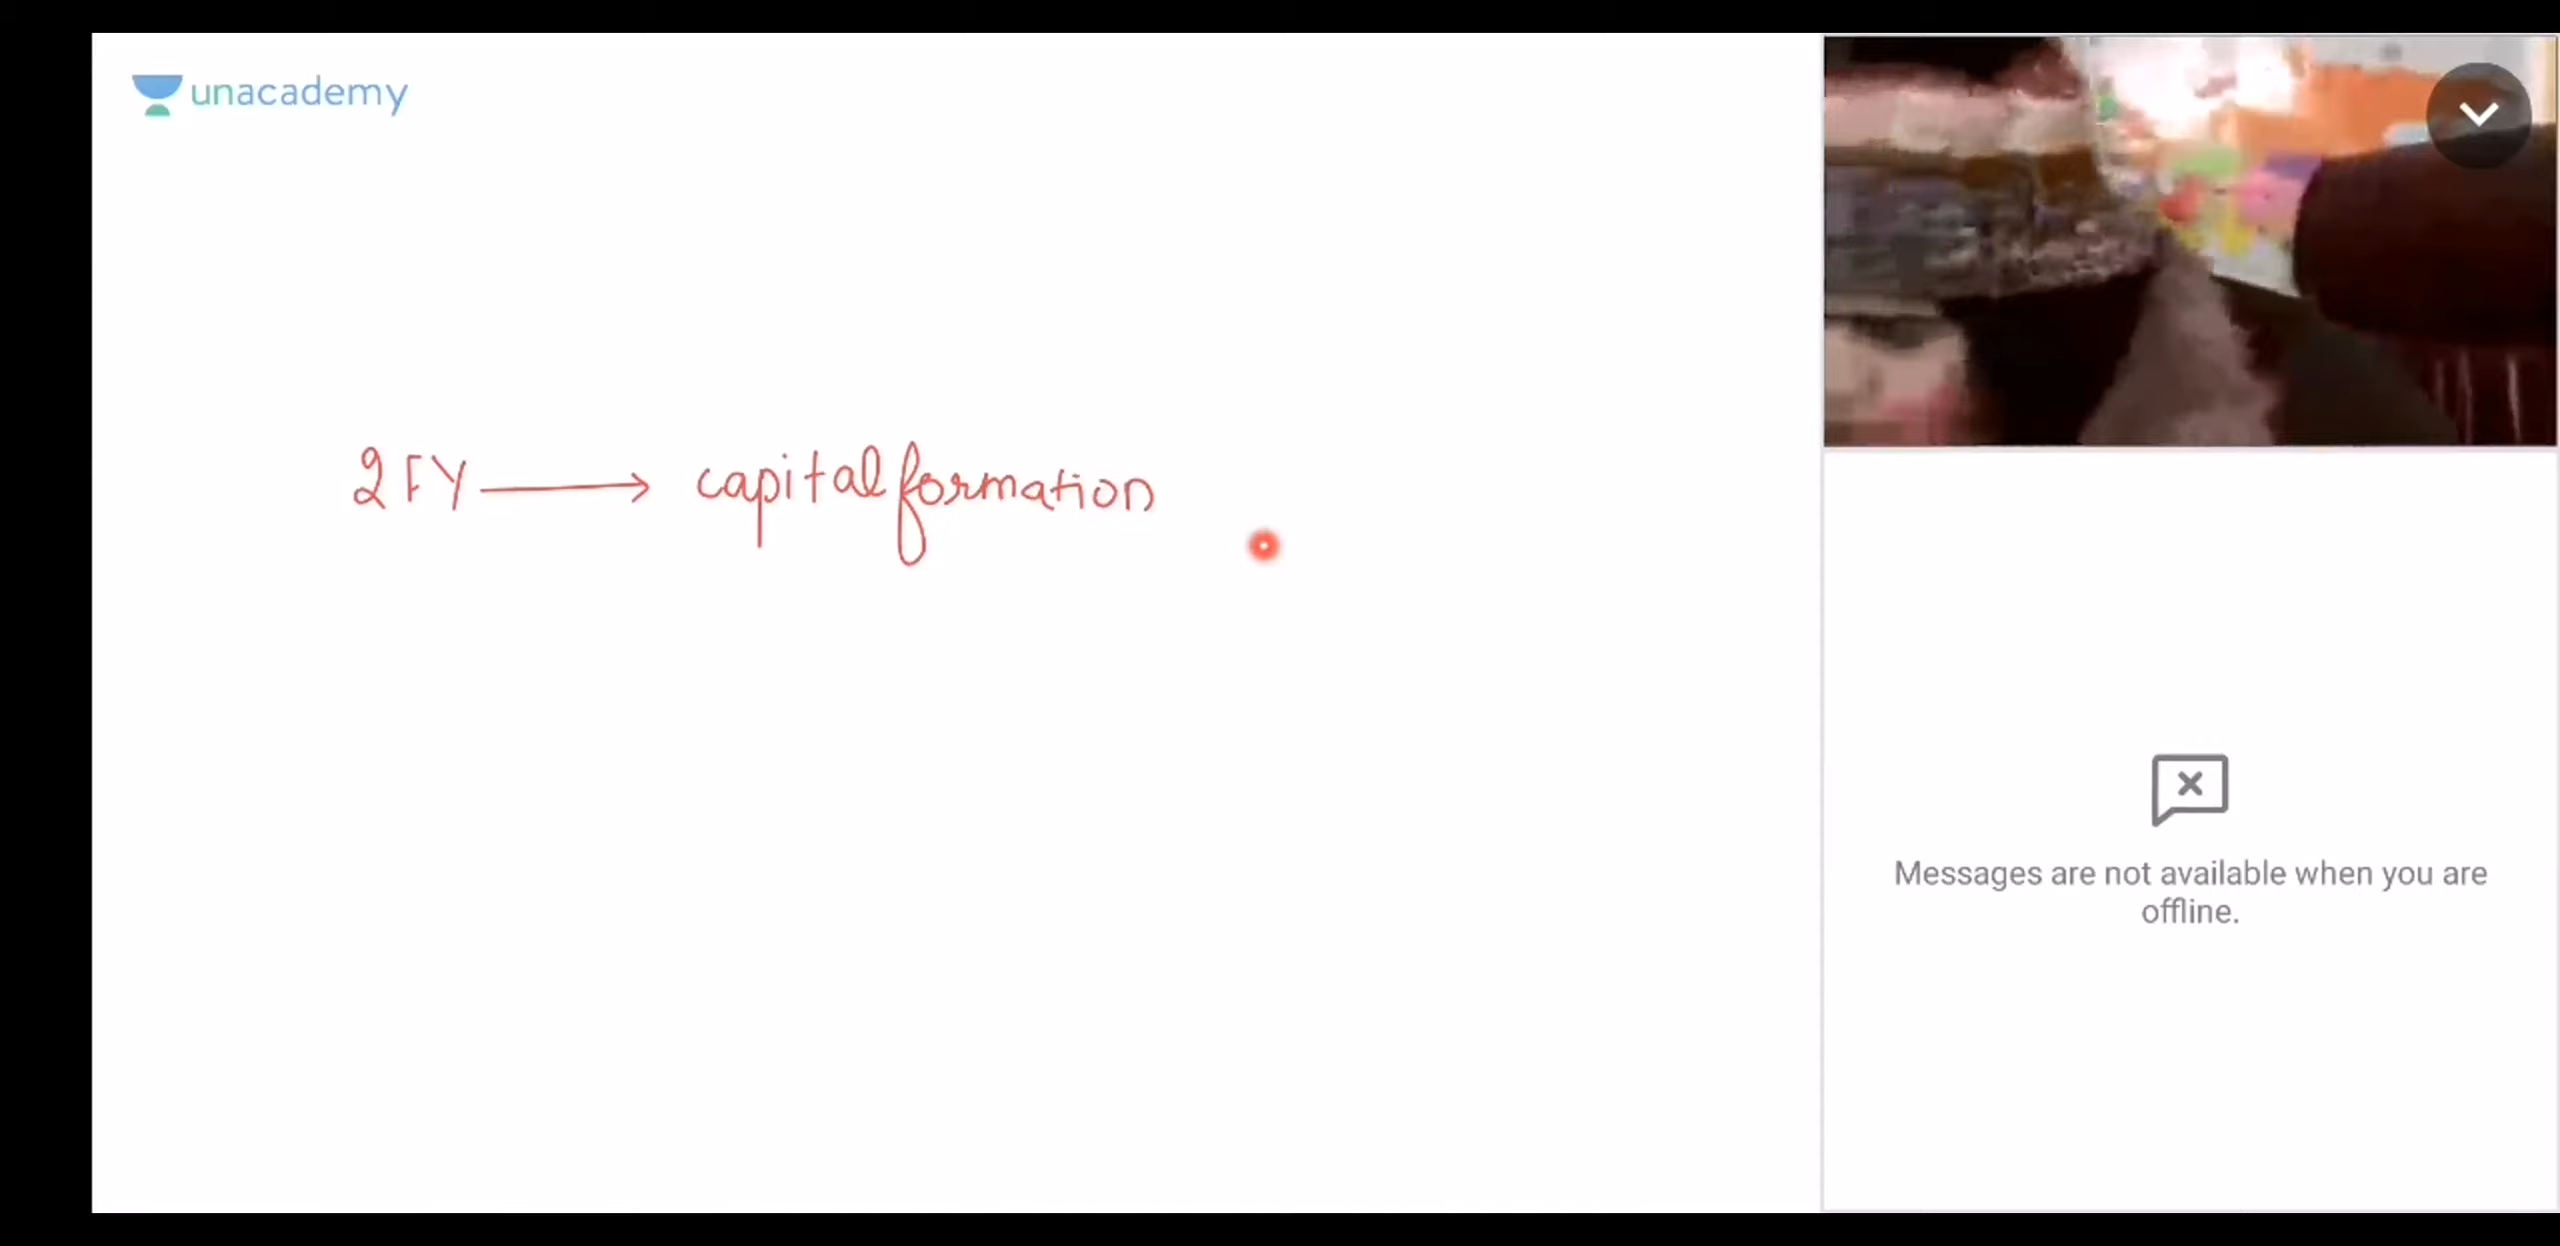 unacademy
2FY → capital formation
Messages are not available when you are
offline.